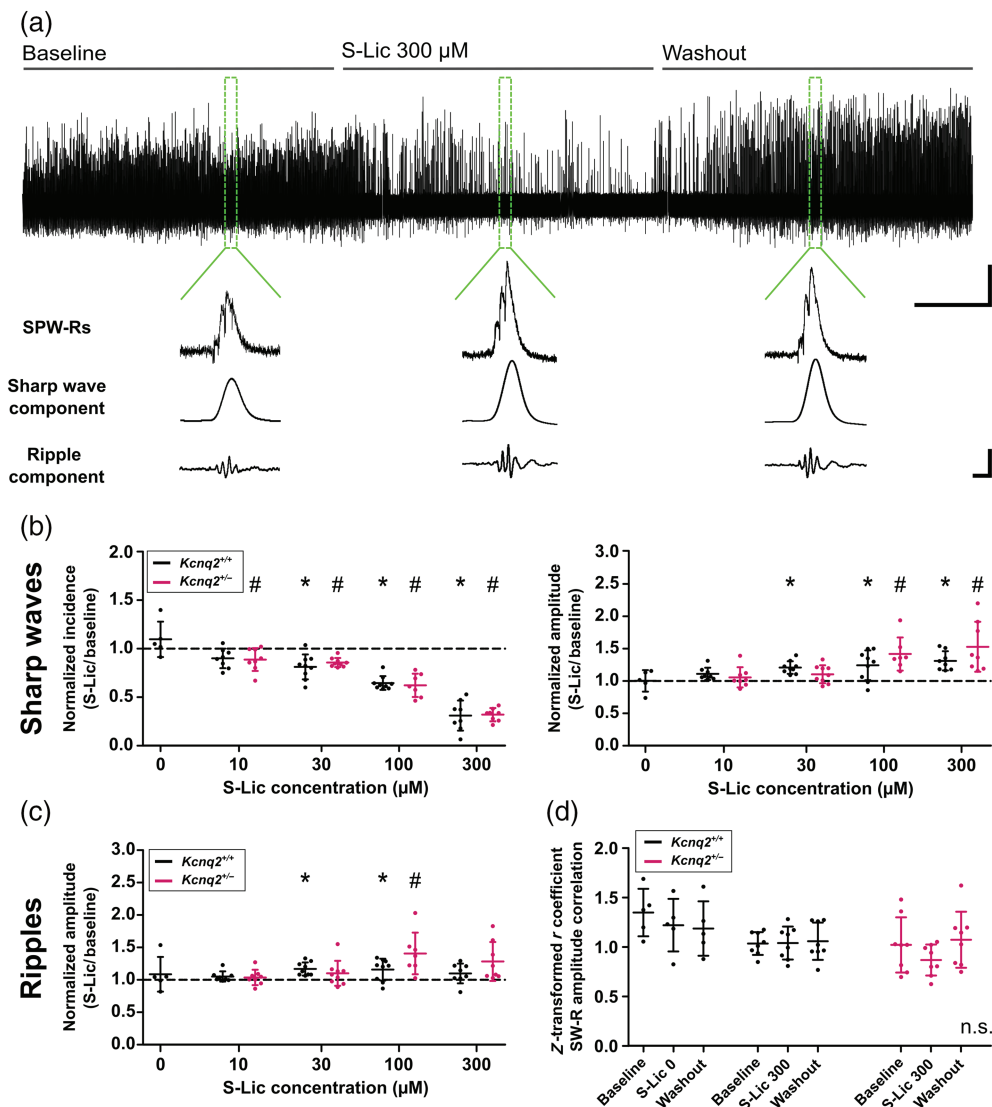 (a)
Baseline
S-Lic 300 µM
Washout
SPW-Rs
Sharp wave
component
Ripple
component
(b)
Sharp waves
Normalized incidence
(S-Lic/baseline)
2.0
1.5
1.0
0.5
0.0
Kcnq2+/+
Kcnq2+/−
# * # * # * #
0 10 30 100 300
S-Lic concentration (µM)
Normalized amplitude
(S-Lic/baseline)
3.0
2.5
2.0
1.5
1.0
0.5
0.0
* * # * #
0 10 30 100 300
S-Lic concentration (µM)
(c)
Ripples
Normalized amplitude
(S-Lic/baseline)
3.0
2.5
2.0
1.5
1.0
0.5
0.0
Kcnq2+/+
Kcnq2+/−
* * #
0 10 30 100 300
S-Lic concentration (µM)
(d)
Z-transformed r coefficient
SW-R amplitude correlation
2.0
1.5
1.0
0.5
0.0
Kcnq2+/+
Kcnq2+/−
n.s.
Baseline
S-Lic 0
Washout
Baseline
S-Lic 300
Washout
Baseline
S-Lic 300
Washout